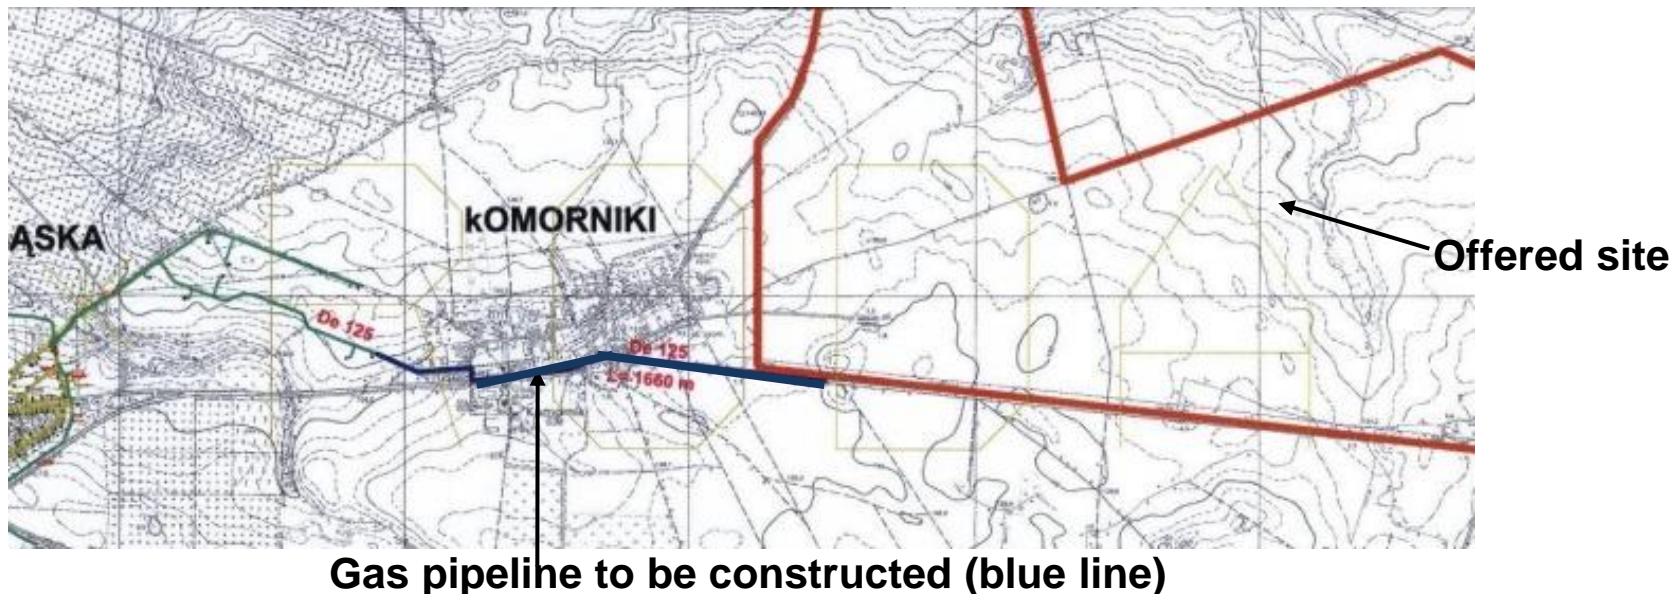 kOMORNIKI
ĄSKA
Offered site
De 125
De 125
L= 1660 m
Gas pipeline to be constructed (blue line)